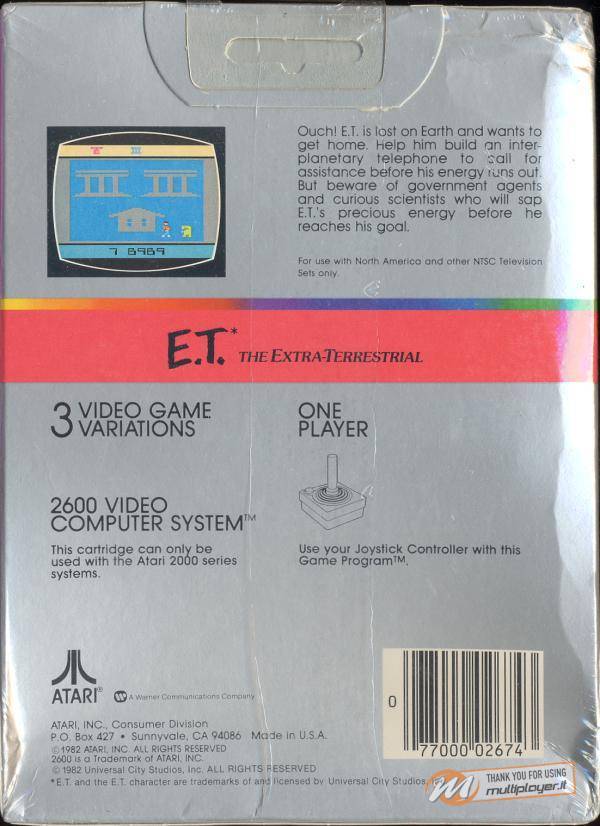 Ouch! E.T. is lost on Earth and wants to
get home. Help him build an inter-
planetary telephone to call for
assistance before his energy runs out.
But beware of government agents
and curious scientists who will sap
E.T.'s precious energy before he
reaches his goal.
7 8989
For use with North America and other NTSC Television
Sets only.
E.T.* THE EXTRA-TERRESTRIAL
3 VIDEO GAME
VARIATIONS
ONE
PLAYER
2600 VIDEO
COMPUTER SYSTEM™
This cartridge can only be
used with the Atari 2000 series
systems.
Use your Joystick Controller with this
Game Program™.
ATARI®
A Warner Communications Company
ATARI, INC., Consumer Division
P.O. Box 427 • Sunnyvale, CA 94086 Made in U.S.A.
© 1982 ATARI, INC. ALL RIGHTS RESERVED
2600 is a Trademark of ATARI, INC.
© 1982 Universal City Studios, Inc. ALL RIGHTS RESERVED
*E.T. and the E.T. character are trademarks of and licensed by Universal City Studios,
0 77000 02674
THANK YOU FOR USING
multiplayer.it